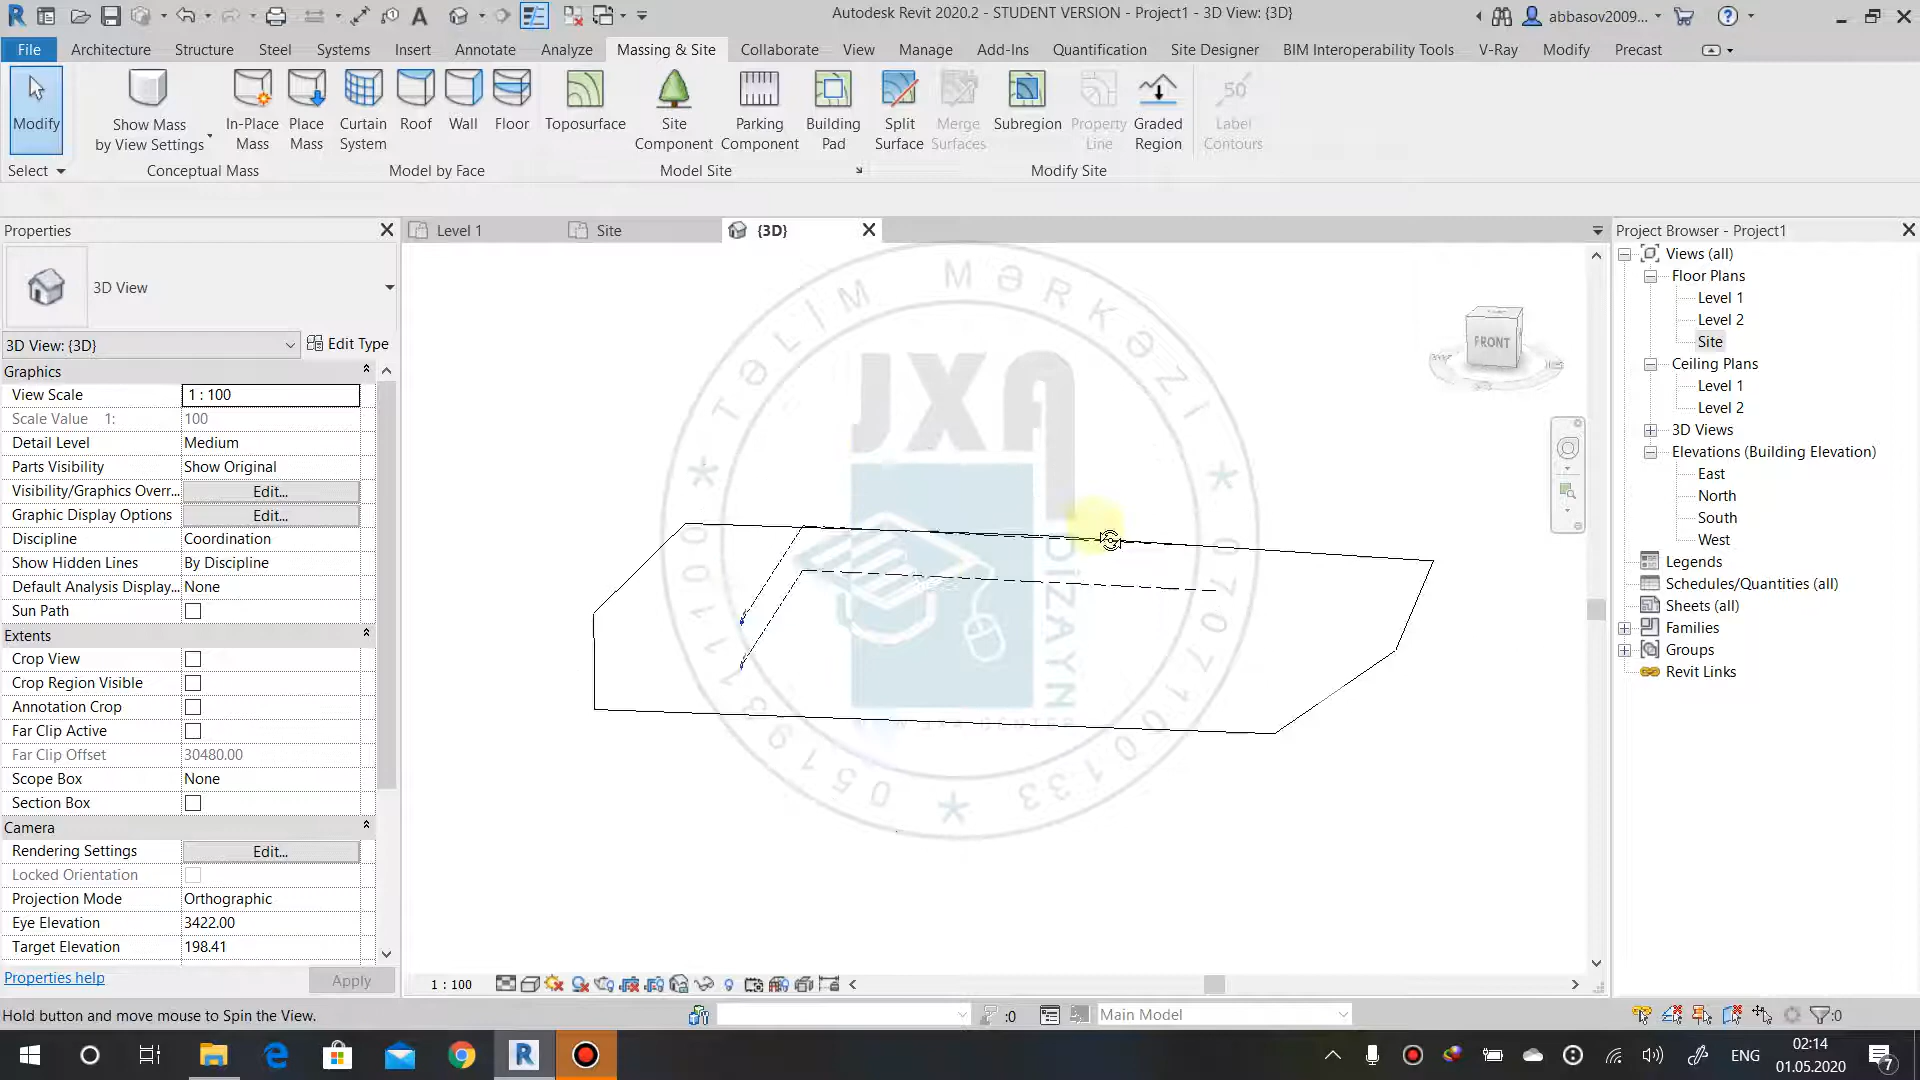 Autodesk Revit 2020.2 - STUDENT VERSION - Project1 - 3D View: {3D}
abbasov2009...
File Architecture Structure Steel Systems Insert Annotate Analyze Massing & Site Collaborate View Manage Add-Ins Quantification Site Designer BIM Interoperability Tools V-Ray Modify Precast
Modify
Show Mass by View Settings
In-Place Mass
Place Mass
Curtain System
Roof
Wall
Floor
Toposurface
Site Component
Parking Component
Building Pad
Split Surface
Merge Surfaces
Subregion
Property Line
Graded Region
50
Label Contours
Select
Conceptual Mass
Model by Face
Model Site
Modify Site
Properties
3D View
3D View: {3D}
Edit Type
Graphics
View Scale 1 : 100
Scale Value 1: 100
Detail Level Medium
Parts Visibility Show Original
Visibility/Graphics Overr... Edit...
Graphic Display Options Edit...
Discipline Coordination
Show Hidden Lines By Discipline
Default Analysis Display... None
Sun Path
Extents
Crop View
Crop Region Visible
Annotation Crop
Far Clip Active
Far Clip Offset 30480.00
Scope Box None
Section Box
Camera
Rendering Settings Edit...
Locked Orientation
Projection Mode Orthographic
Eye Elevation 3422.00
Target Elevation 198.41
Properties help
Apply
Level 1
Site
{3D}
TƏLİM MƏRKƏZİ
JXA
DİZAYN
FRONT
1 : 100
Project Browser - Project1
Views (all)
Floor Plans
Level 1
Level 2
Site
Ceiling Plans
Level 1
Level 2
3D Views
Elevations (Building Elevation)
East
North
South
West
Legends
Schedules/Quantities (all)
Sheets (all)
Families
Groups
Revit Links
Hold button and move mouse to Spin the View.
:0
Main Model
:0
ENG
02:14
01.05.2020
7